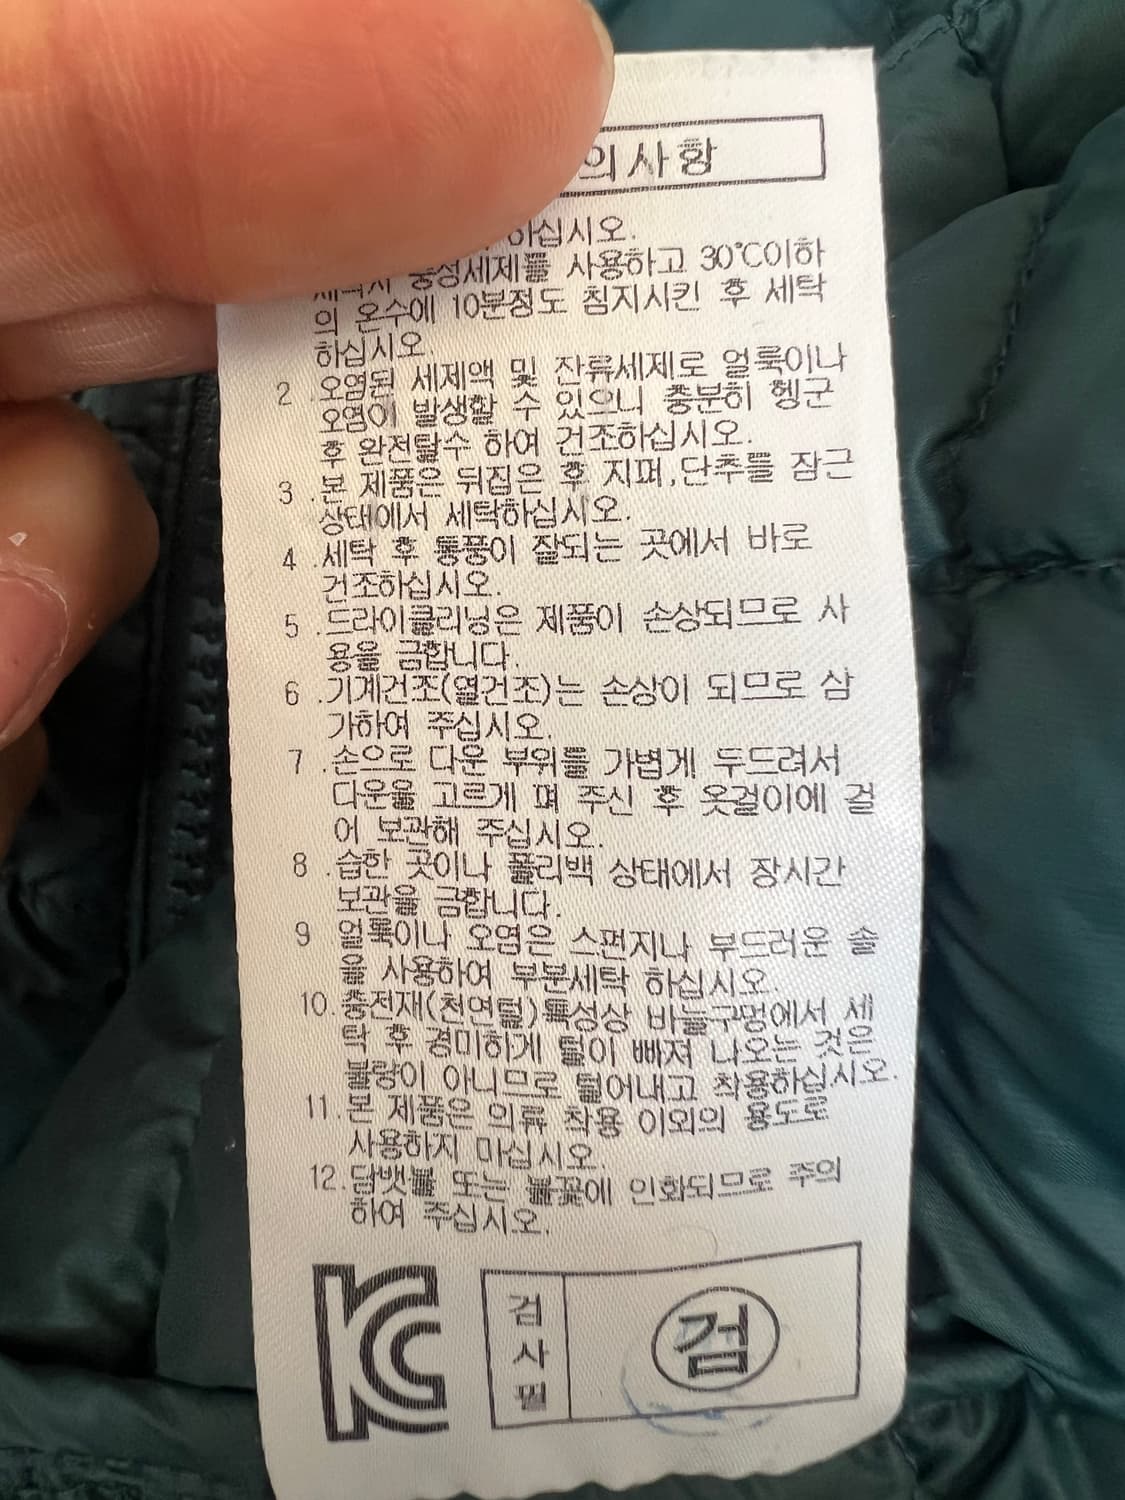 의사항
하십시오.
중성세제를 사용하고 30℃이하
의 온수에 10분정도 침지시킨 후 세탁
하십시오.
2 .오염된 세제액 및 잔류세제로 얼룩이나
오염이 발생할 수 있으니 충분히 헹군
후 완전탈수 하여 건조하십시오.
3 .본 제품은 뒤집은 후 지퍼,단추를 잠근
상태에서 세탁하십시오.
4 .세탁 후 통풍이 잘되는 곳에서 바로
건조하십시오.
5 .드라이클리닝은 제품이 손상되므로 사
용을 금합니다.
6 .기계건조(열건조)는 손상이 되므로 삼
가하여 주십시오.
7 .손으로 다운 부위를 가볍게 두드려서
다운을 고르게 펴 주신 후 옷걸이에 걸
어 보관해 주십시오.
8 .습한 곳이나 폴리백 상태에서 장시간
보관을 금합니다.
9 얼룩이나 오염은 스펀지나 부드러운 솔
을 사용하여 부분세탁 하십시오.
10.충전재(천연털)특성상 바늘구멍에서 세
탁 후 경미하게 털이 빠져 나오는 것은
불량이 아니므로 털어내고 착용하십시오.
11.본 제품은 의류 착용 이외의 용도로
사용하지 마십시오.
12.담뱃불 또는 불꽃에 인화되므로 주의
하여 주십시오.
KC
검사필
검